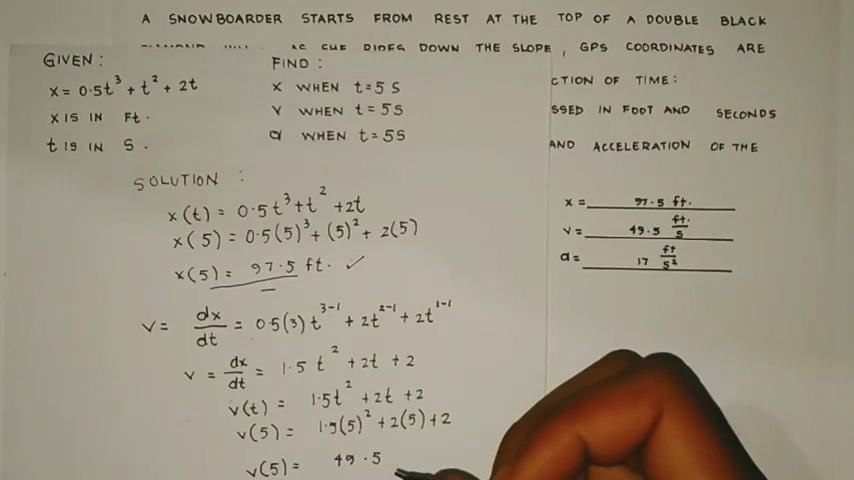 A SNOWBOARDER STARTS FROM REST AT THE TOP OF A DOUBLE BLACK
AS SHE RIDES DOWN THE SLOPE, GPS COORDINATES ARE
GIVEN:
x = 0.5t³ + t² + 2t
x IS IN Ft.
t IS IN S.
FIND:
x WHEN t=5 S
v WHEN t=5S
a WHEN t=5S
CTION OF TIME:
SSED IN FOOT AND SECONDS
AND ACCELERATION OF THE
x = 97.5 ft.
v = 49.5 ft./s
a = 17 ft/s²
SOLUTION :
x(t) = 0.5t³ + t² + 2t
x(5) = 0.5(5)³ + (5)² + 2(5)
x(5) = 97.5 ft. ✓
v = dx/dt = 0.5(3)t³⁻¹ + 2t²⁻¹ + 2t¹⁻¹
v = dx/dt = 1.5t² + 2t + 2
v(t) = 1.5t² + 2t + 2
v(5) = 1.5(5)² + 2(5) + 2
v(5) = 49.5